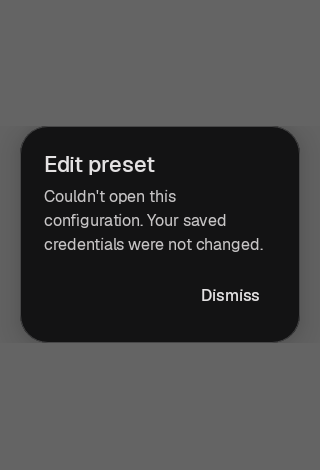 Edit preset
Couldn't open this
configuration. Your saved
credentials were not changed.
Dismiss